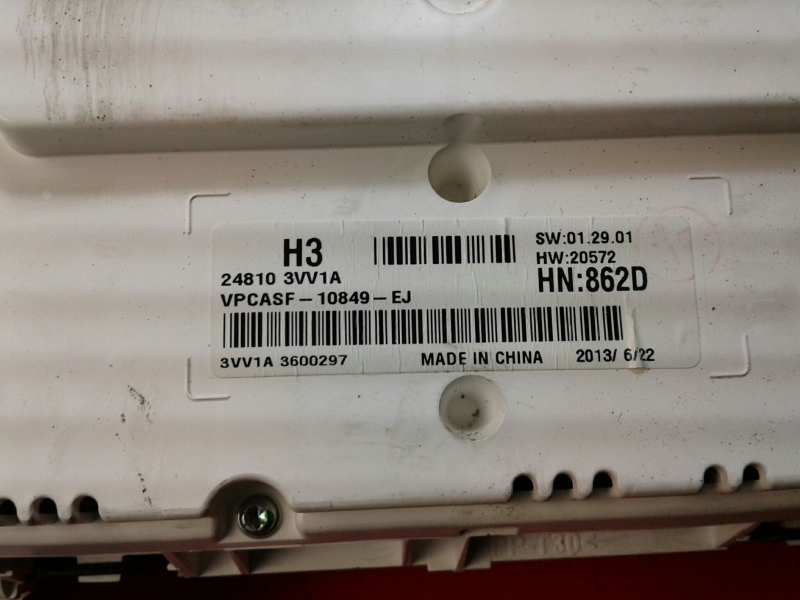 H3
SW:01.29.01
HW:20572
24810 3VV1A
HN:862D
VPCASF-10849-EJ
3VV1A 3600297 MADE IN CHINA 2013/ 6/22